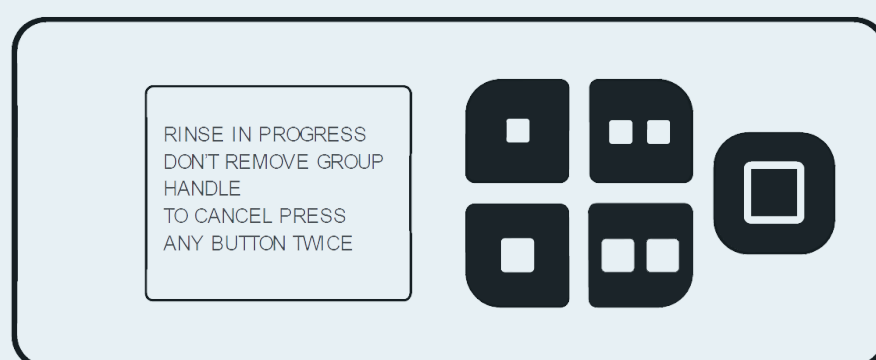 RINSE IN PROGRESS
DON'T REMOVE GROUP
HANDLE
TO CANCEL PRESS
ANY BUTTON TWICE